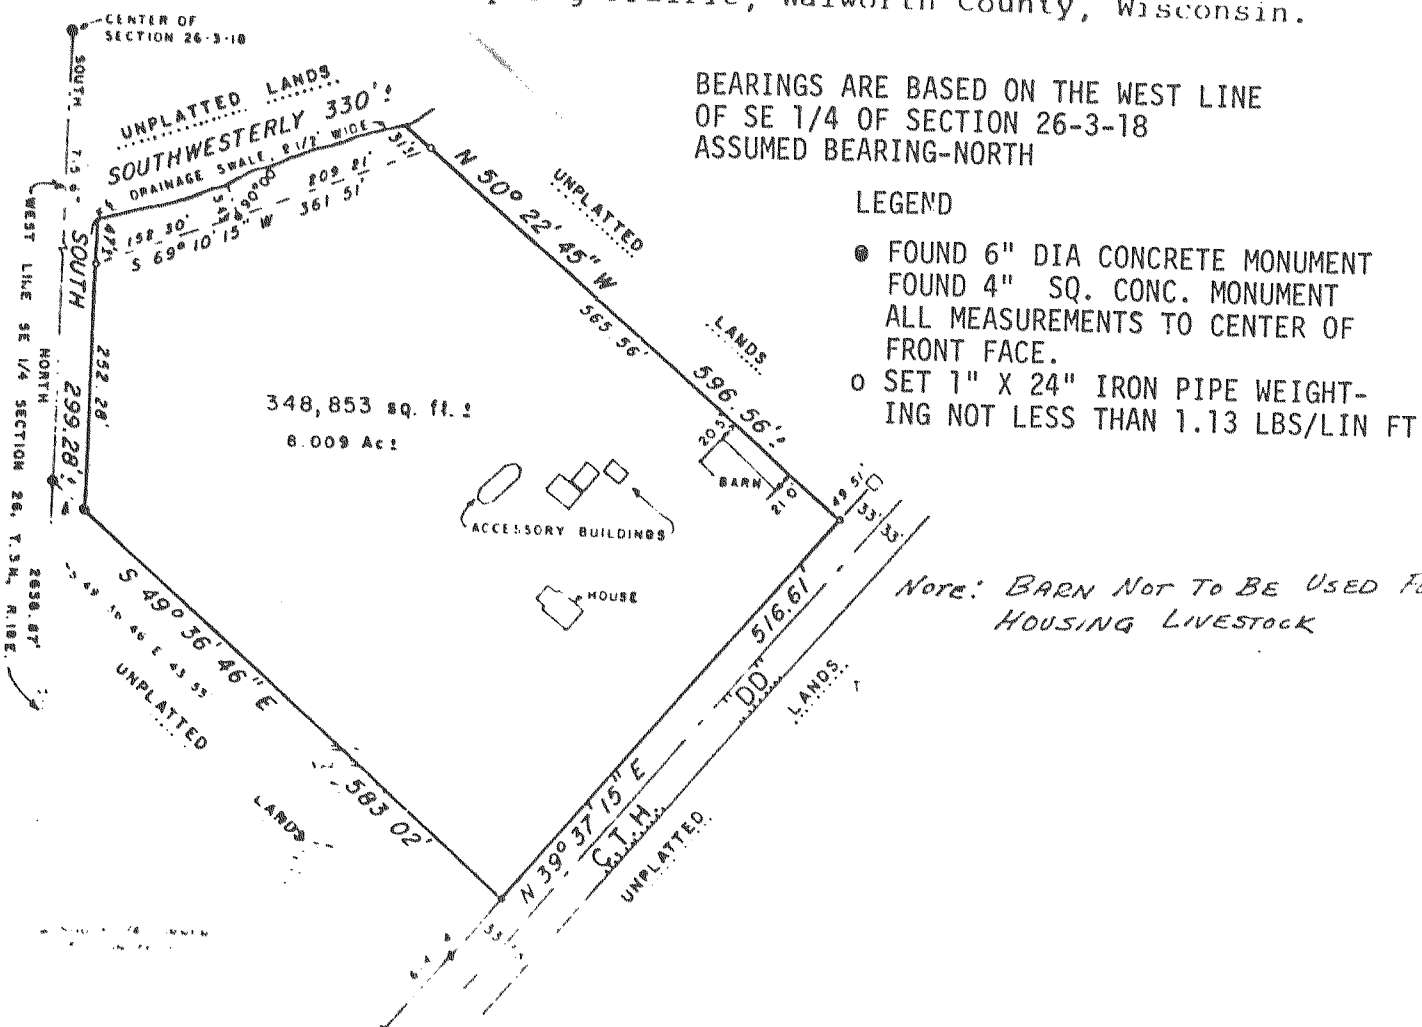 Prairie, Walworth County, Wisconsin.
CENTER OF
SECTION 26-3-18
BEARINGS ARE BASED ON THE WEST LINE
OF SE 1/4 OF SECTION 26-3-18
ASSUMED BEARING-NORTH
LEGEND
● FOUND 6" DIA CONCRETE MONUMENT
FOUND 4" SQ. CONC. MONUMENT
ALL MEASUREMENTS TO CENTER OF
FRONT FACE.
o SET 1" X 24" IRON PIPE WEIGHT-
ING NOT LESS THAN 1.13 LBS/LIN FT
SOUTH
UNPLATTED LANDS
SOUTHWESTERLY 330'±
DRAINAGE SWALE, 8 1/2' WIDE
31'±
47'±
158 30'
209 21'
S 69° 10' 15" W 361 51'
N 50° 22' 45" W
565.56'
596.56'±
UNPLATTED
LANDS
WEST LINE SE 1/4 SECTION 26, T.3N., R.18E.
NORTH
2638.87'
SOUTH
299.28'±
252.28'
348,853 sq. ft. ±
8.009 Ac ±
BARN
ACCESSORY BUILDINGS
HOUSE
49 51'
33' 33'
516.61'
N 39° 37' 15" E
C.T.H. "DD"
UNPLATTED
LANDS
S 49° 36' 46" E
583 02'
UNPLATTED
LANDS
Note: BARN NOT TO BE USED
HOUSING LIVESTOCK